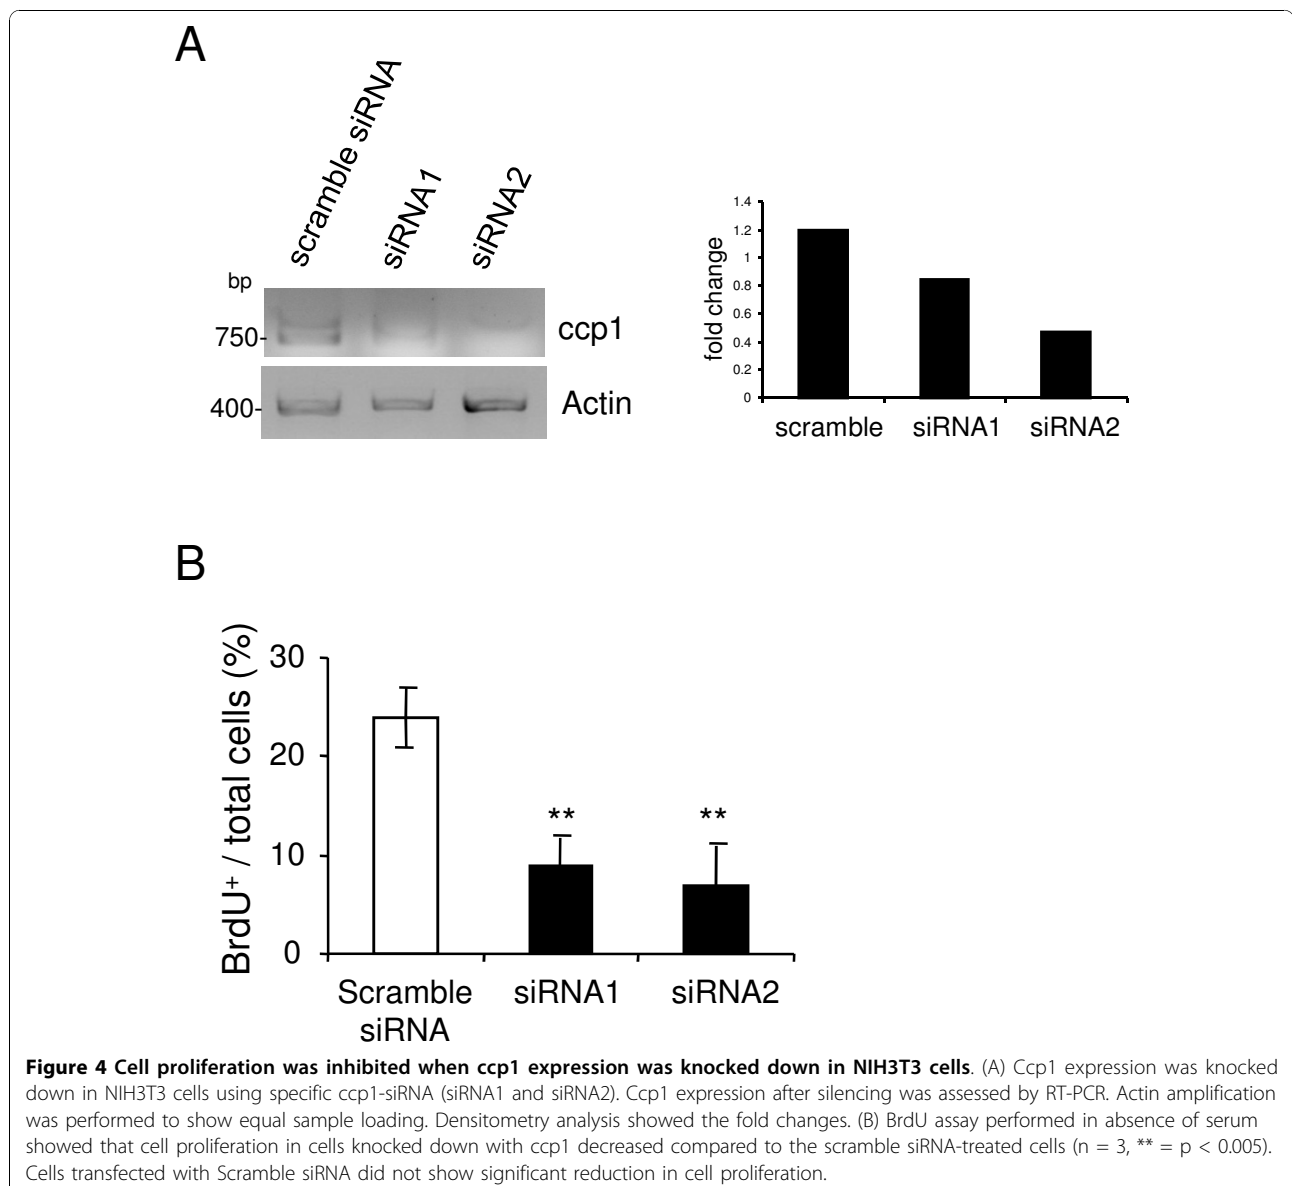 A
scramble siRNA
siRNA1
siRNA2
bp
750-
ccp1
400-
Actin
fold change
1.4
1.2
1
0.8
0.6
0.4
0.2
0
scramble siRNA1 siRNA2
B
BrdU⁺ / total cells (%)
30
20
10
0
** **
Scramble siRNA1 siRNA2
siRNA
Figure 4 Cell proliferation was inhibited when ccp1 expression was knocked down in NIH3T3 cells. (A) Ccp1 expression was knocked
down in NIH3T3 cells using specific ccp1-siRNA (siRNA1 and siRNA2). Ccp1 expression after silencing was assessed by RT-PCR. Actin amplification
was performed to show equal sample loading. Densitometry analysis showed the fold changes. (B) BrdU assay performed in absence of serum
showed that cell proliferation in cells knocked down with ccp1 decreased compared to the scramble siRNA-treated cells (n = 3, ** = p < 0.005).
Cells transfected with Scramble siRNA did not show significant reduction in cell proliferation.